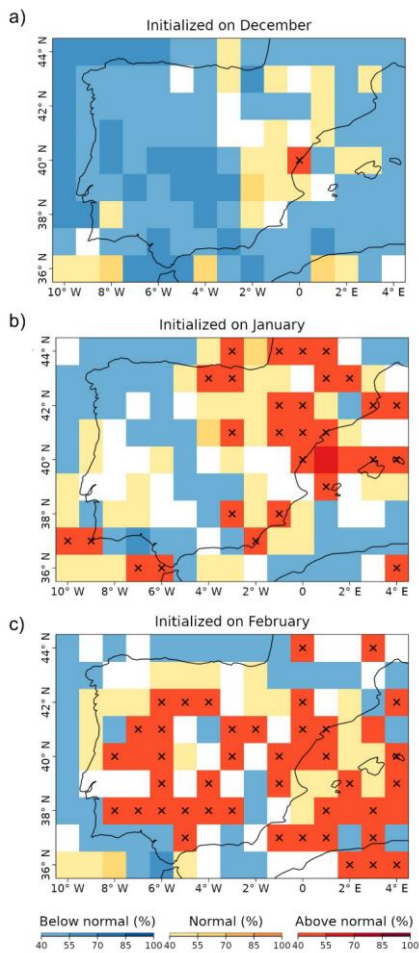 a)
Initialized on December
44° N
42° N
40° N
38° N
36° N
10° W 8° W 6° W 4° W 2° W 0° 2° E 4° E
b)
Initialized on January
44° N
42° N
40° N
38° N
36° N
10° W 8° W 6° W 4° W 2° W 0° 2° E 4° E
c)
Initialized on February
44° N
42° N
40° N
38° N
36° N
10° W 8° W 6° W 4° W 2° W 0° 2° E 4° E
Below normal (%) Normal (%) Above normal (%)
40 55 70 85 100 40 55 70 85 100 40 55 70 85 100